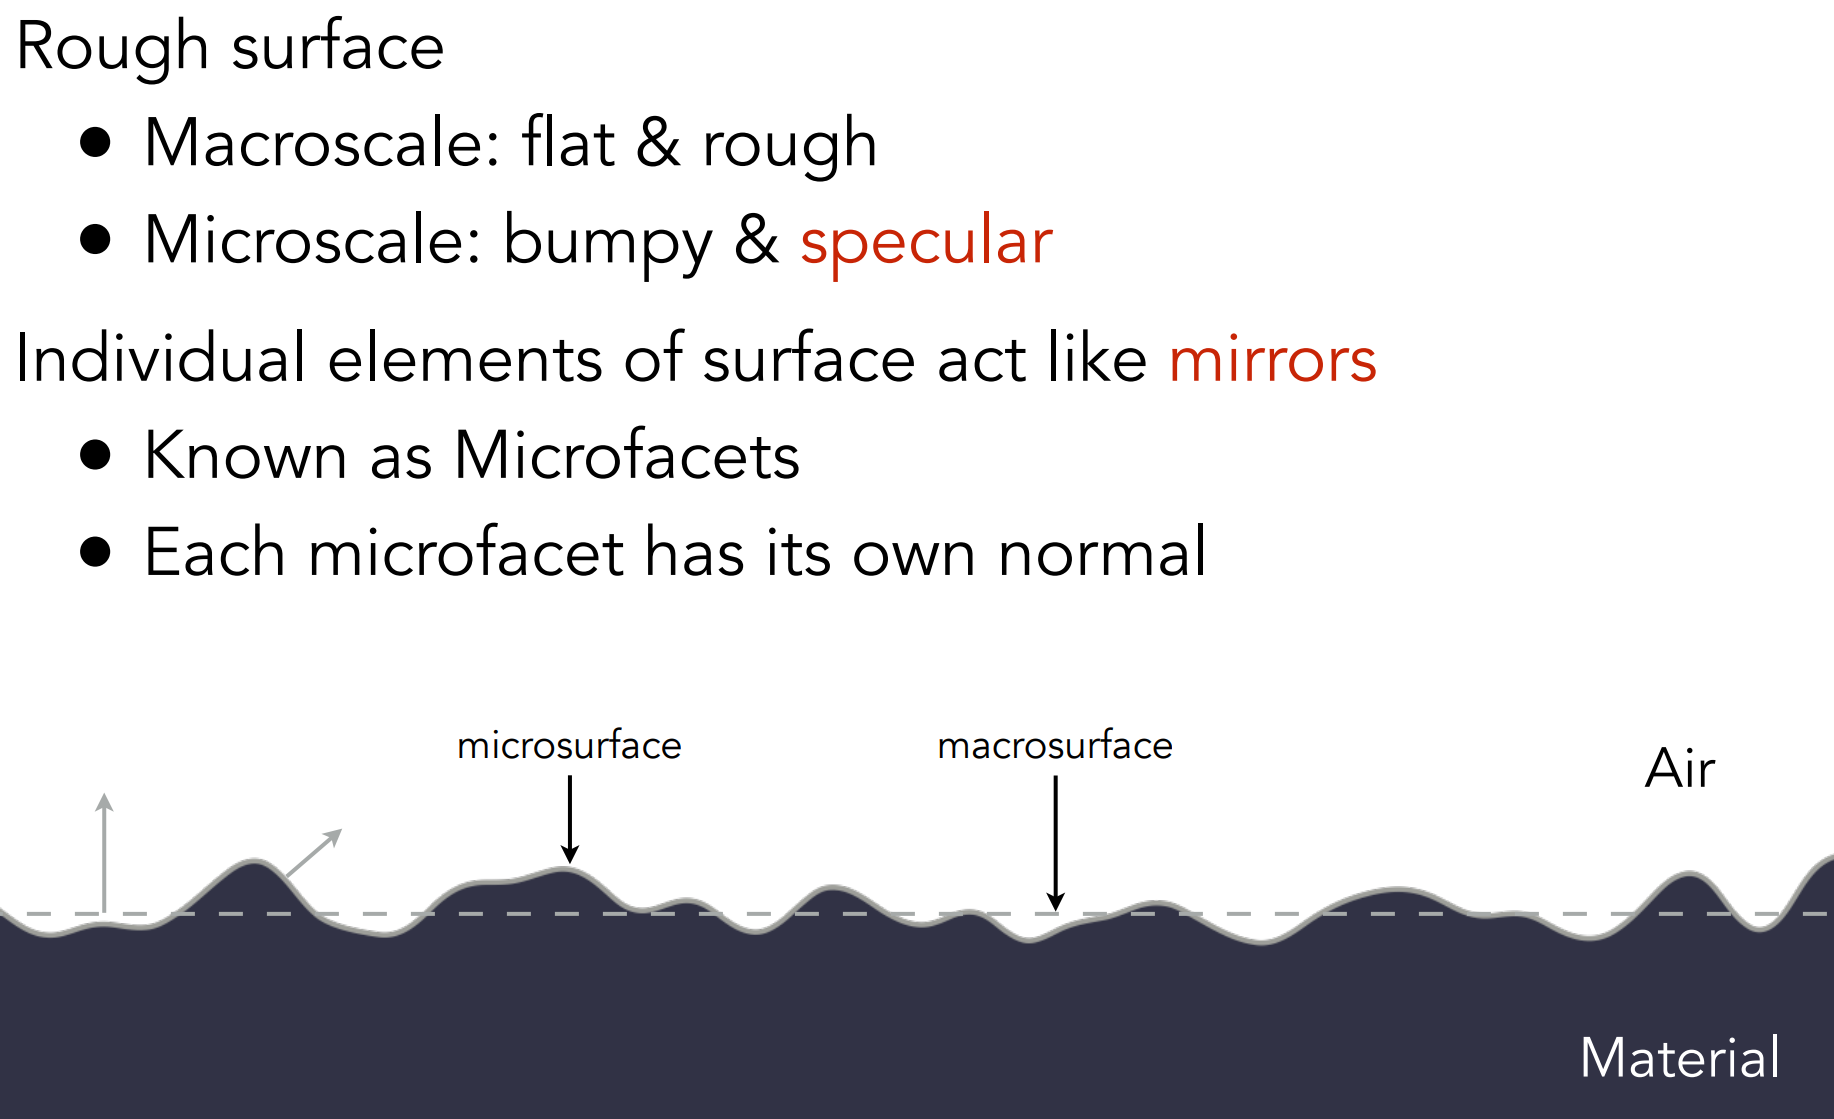 Rough surface
● Macroscale: flat & rough
● Microscale: bumpy & specular
Individual elements of surface act like mirrors
● Known as Microfacets
● Each microfacet has its own normal
microsurface
macrosurface
Air
Material